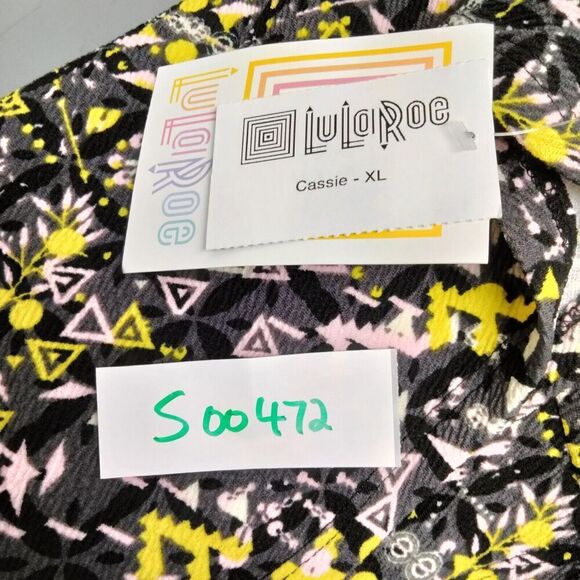 LuLaRoe
LuLaRoe
Cassie - XL
S00472